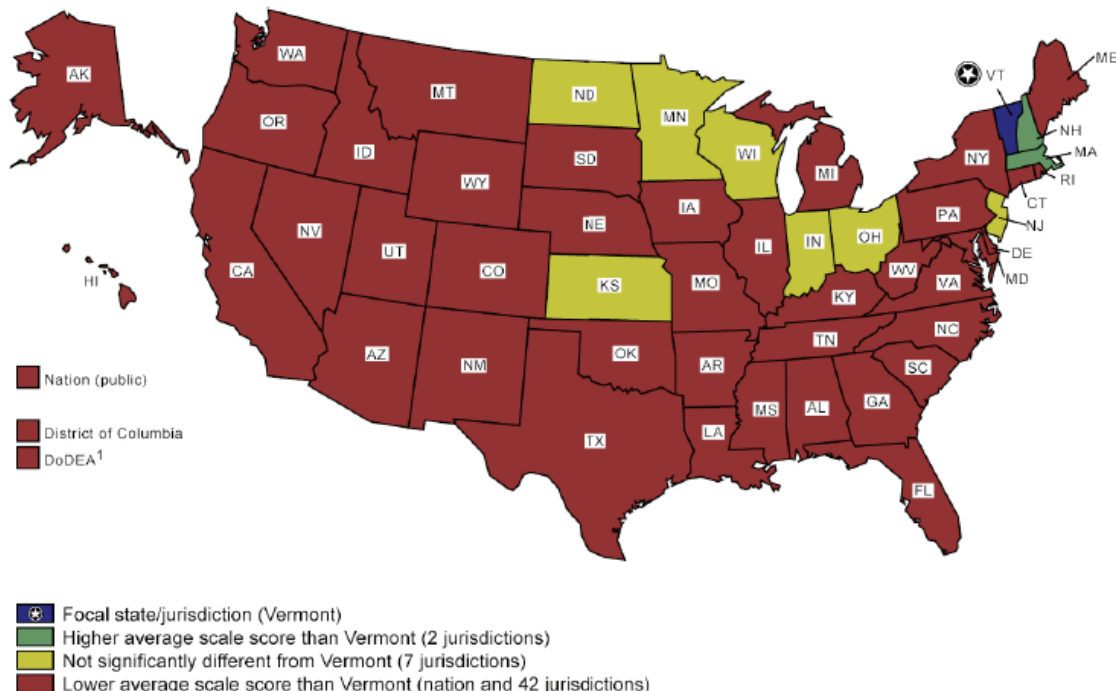 AK
WA
MT
ND
MN
VT
ME
OR
ID
WY
SD
WI
MI
NY
NH
MA
RI
CT
NV
UT
CO
NE
IA
IL
IN
OH
PA
NJ
DE
MD
HI
CA
KS
MO
KY
WV
VA
AZ
NM
OK
AR
TN
NC
SC
TX
LA
MS
AL
GA
FL
Nation (public)
District of Columbia
DoDEA¹
Focal state/jurisdiction (Vermont)
Higher average scale score than Vermont (2 jurisdictions)
Not significantly different from Vermont (7 jurisdictions)
Lower average scale score than Vermont (nation and 42 jurisdictions)